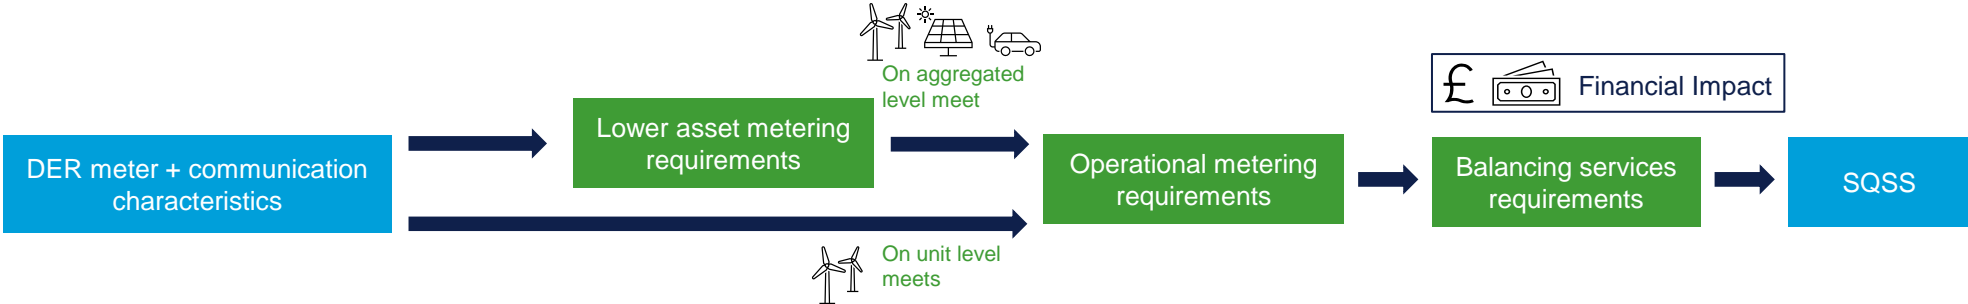 DER meter + communication
characteristics
Lower asset metering
requirements
On aggregated
level meet
On unit level
meets
Operational metering
requirements
£
Financial Impact
Balancing services
requirements
SQSS